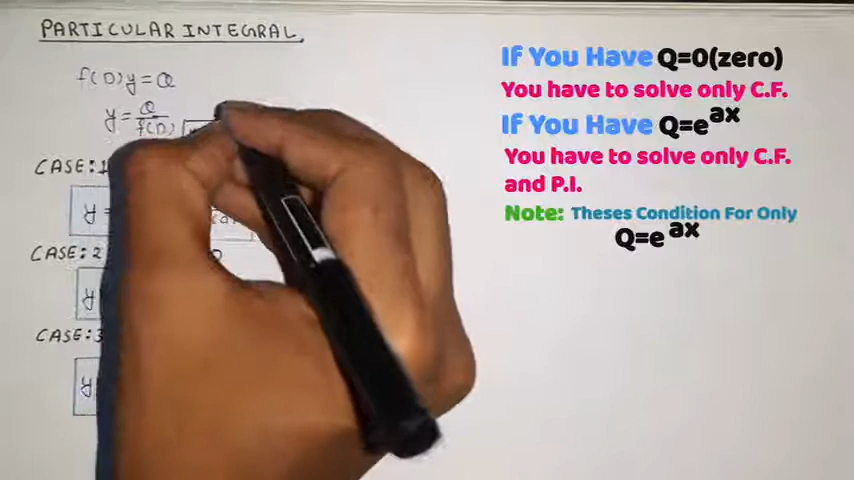 PARTICULAR INTEGRAL.
f(D)y=Q
y = Q / f(D)
CASE:1
y =
CASE:2
y
CASE:3
y
If You Have Q=0(zero)
You have to solve only C.F.
If You Have Q=e^ax
You have to solve only C.F.
and P.I.
Note: Theses Condition For Only
Q=e^ax